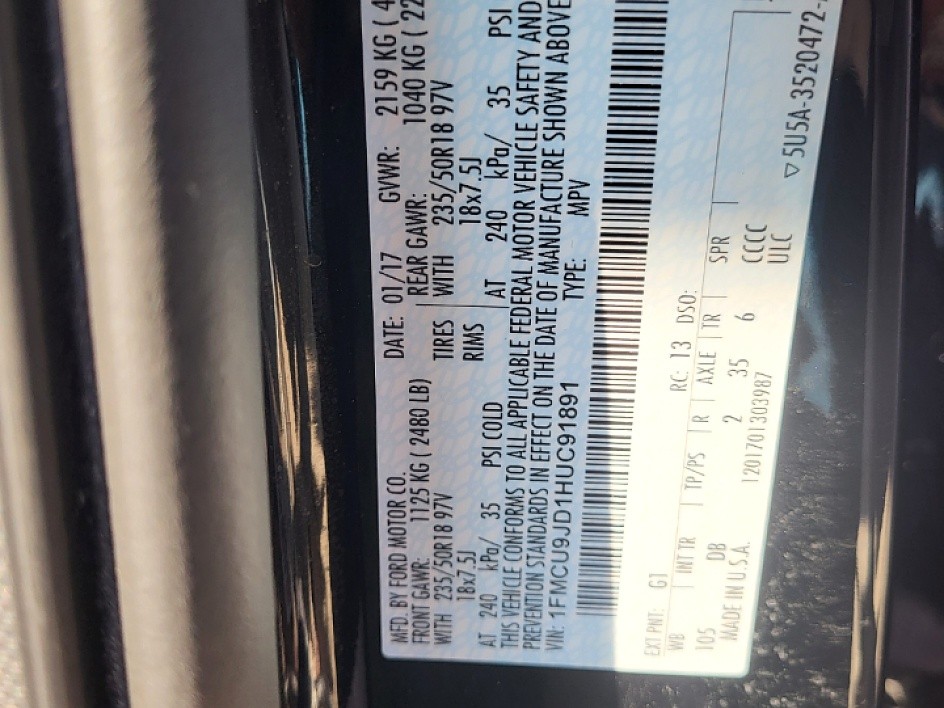 MFD. BY FORD MOTOR CO. DATE: 01/17 GVWR: 2159 KG ( 4
FRONT GAWR: 1125 KG ( 2480 LB) REAR GAWR: 1040 KG ( 22
WITH 235/50R18 97V TIRES WITH 235/50R18 97V
18x7.5J RIMS 18x7.5J
AT 240 kPa/ 35 PSI COLD AT 240 kPa/ 35 PSI
THIS VEHICLE CONFORMS TO ALL APPLICABLE FEDERAL MOTOR VEHICLE SAFETY AND
PREVENTION STANDARDS IN EFFECT ON THE DATE OF MANUFACTURE SHOWN ABOVE
VIN: 1FMCU9JD1HUC91891 TYPE: MPV
EXT PNT: G1 RC: 13 DSO:
WB INT TR TP/PS R AXLE TR SPR
105 DB 2 35 6 CCCC
MADE IN U.S.A. 1201701303987 ULC
▽ 5U5A-3520472-